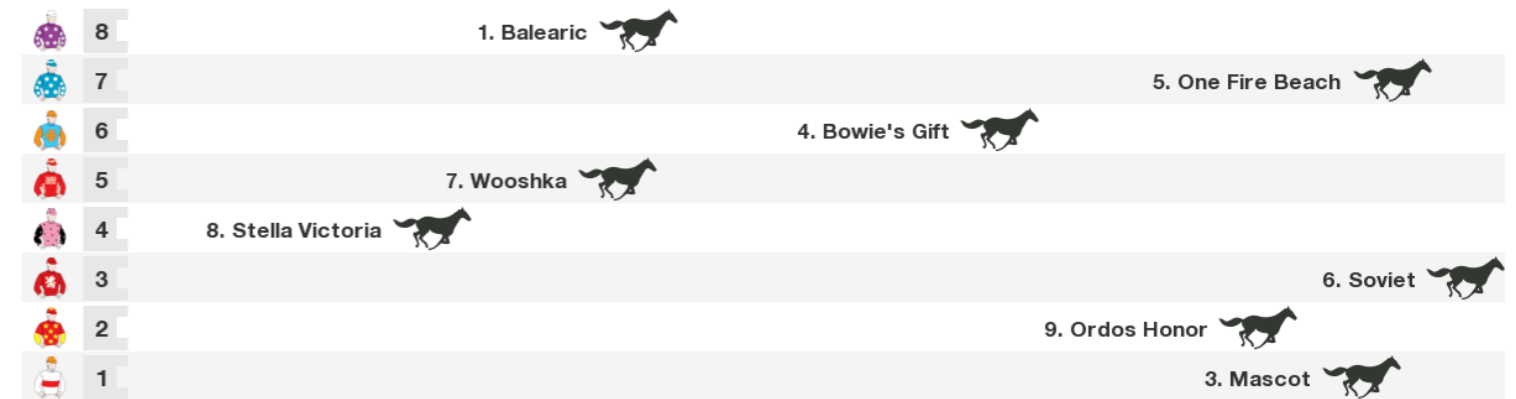 8 1. Balearic
7 5. One Fire Beach
6 4. Bowie's Gift
5 7. Wooshka
4 8. Stella Victoria
3 6. Soviet
2 9. Ordos Honor
1 3. Mascot